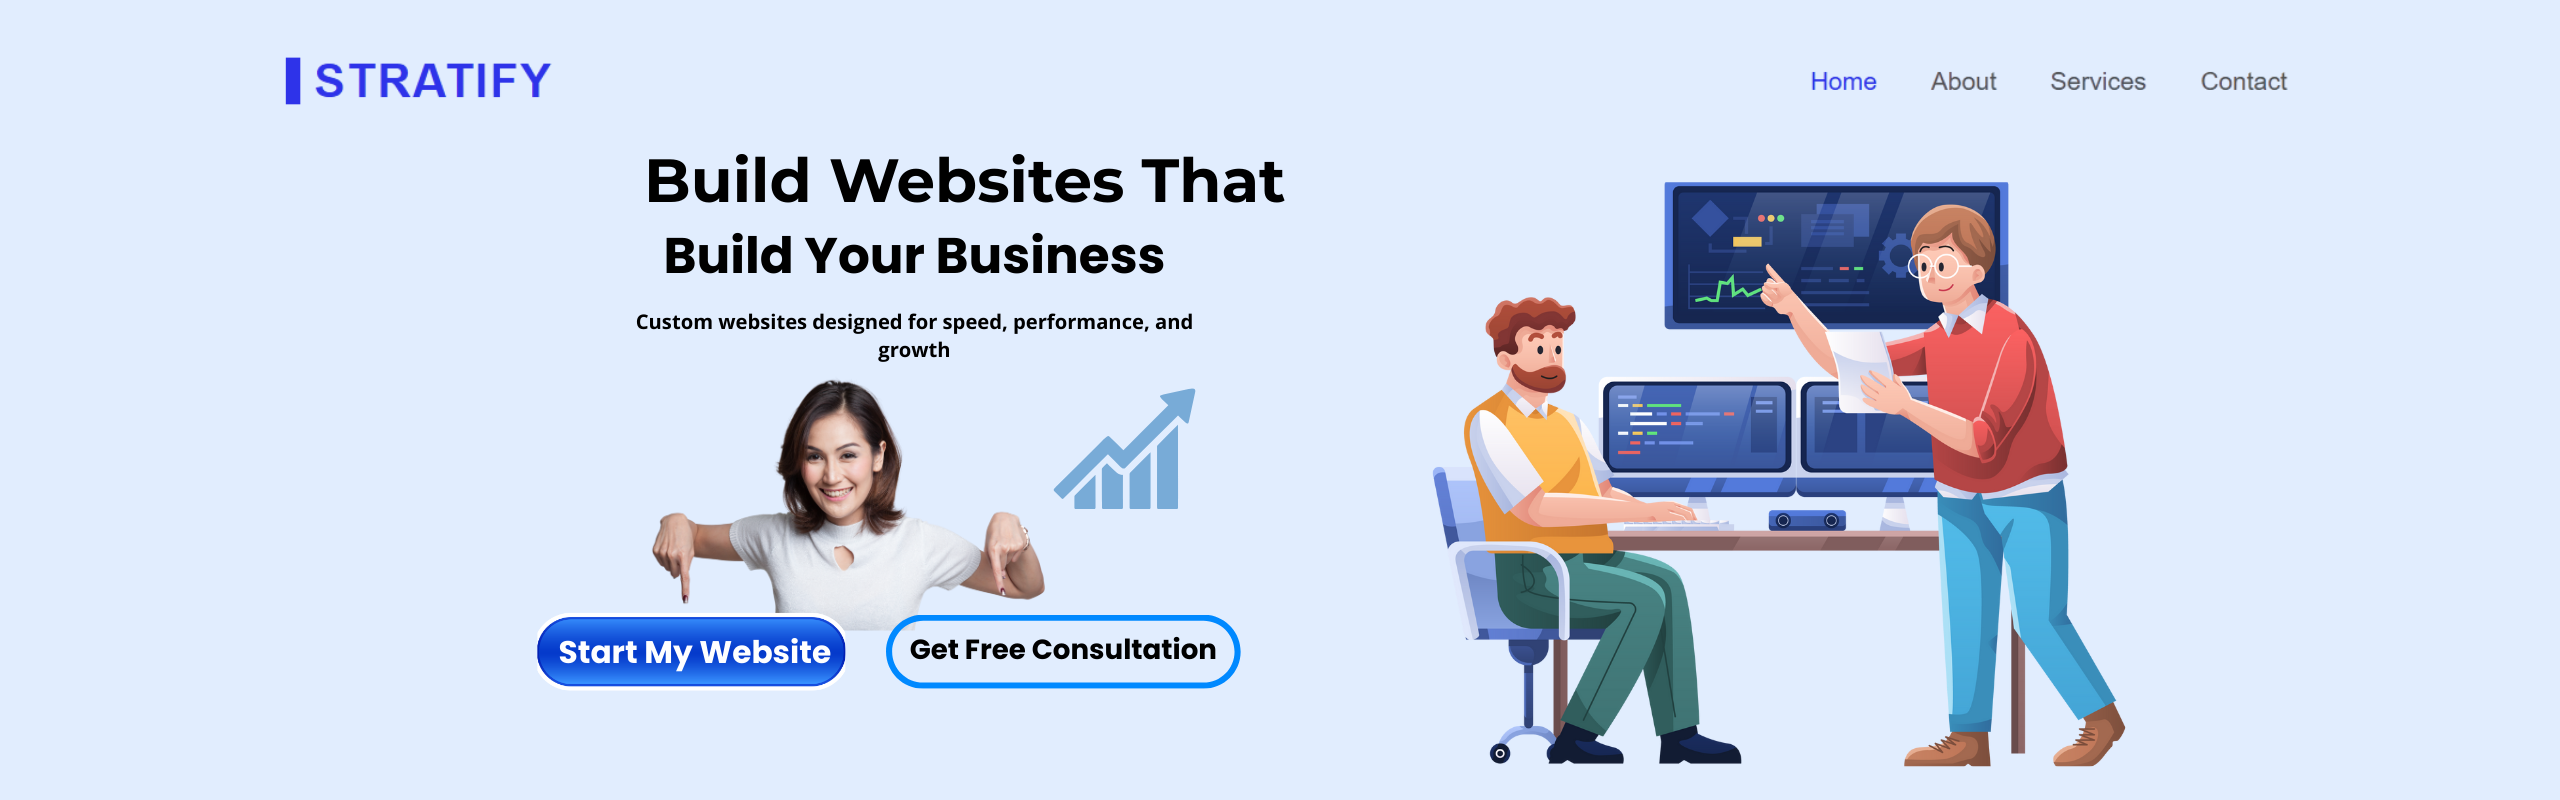 STRATIFY
Home About Services Contact
Build Websites That
Build Your Business
Custom websites designed for speed, performance, and
growth
Start My Website
Get Free Consultation